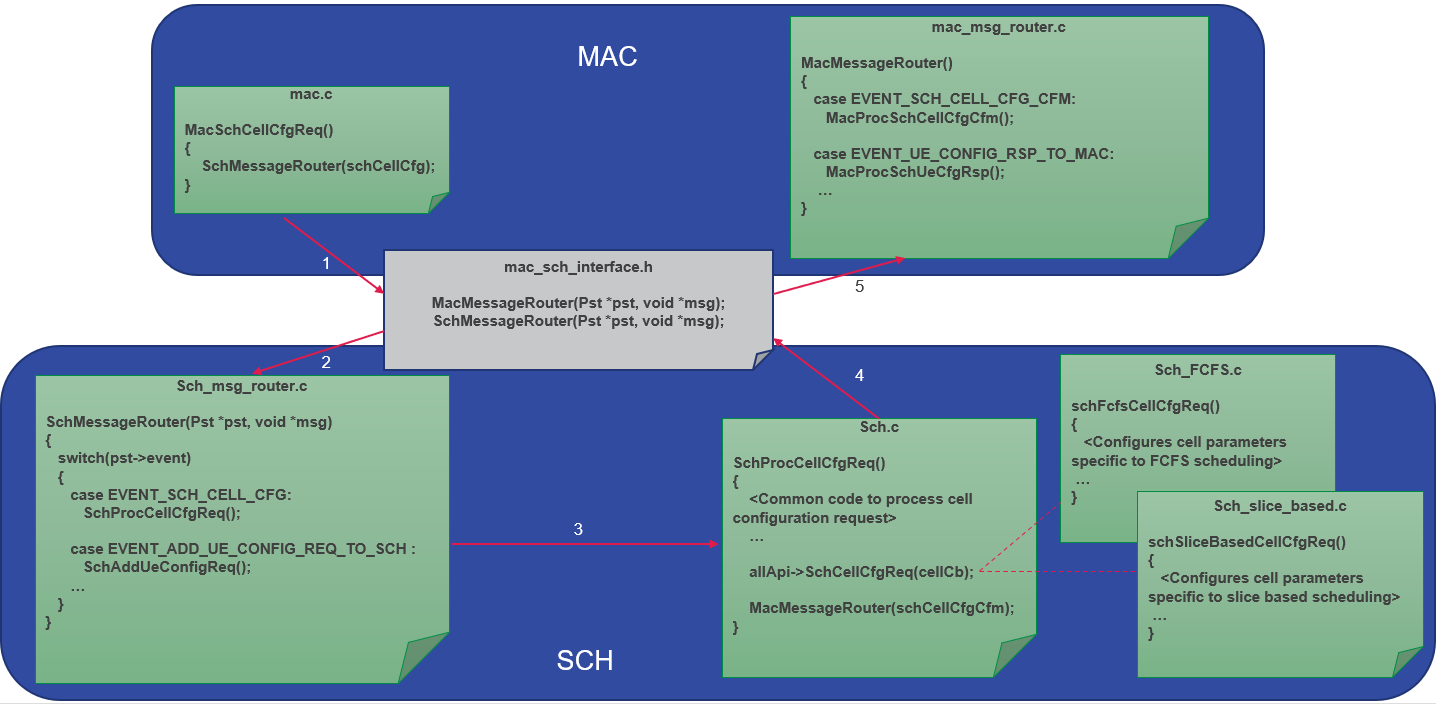 MAC
mac.c
MacSchCellCfgReq()
{
SchMessageRouter(schCellCfg);
}
mac_msg_router.c
MacMessageRouter()
{
case EVENT_SCH_CELL_CFG_CFM:
MacProcSchCellCfgCfm();
case EVENT_UE_CONFIG_RSP_TO_MAC:
MacProcSchUeCfgRsp();
...
}
1
mac_sch_interface.h
MacMessageRouter(Pst *pst, void *msg);
SchMessageRouter(Pst *pst, void *msg);
5
2
4
Sch_msg_router.c
SchMessageRouter(Pst *pst, void *msg)
{
switch(pst->event)
{
case EVENT_SCH_CELL_CFG:
SchProcCellCfgReq();
case EVENT_ADD_UE_CONFIG_REQ_TO_SCH :
SchAddUeConfigReq();
...
}
}
3
Sch.c
SchProcCellCfgReq()
{
<Common code to process cell
configuration request>
...
allApi->SchCellCfgReq(cellCb);
MacMessageRouter(schCellCfgCfm);
}
Sch_FCFS.c
schFcfsCellCfgReq()
{
<Configures cell parameters
specific to FCFS scheduling>
...
}
Sch_slice_based.c
schSliceBasedCellCfgReq()
{
<Configures cell parameters
specific to slice based scheduling>
...
}
SCH